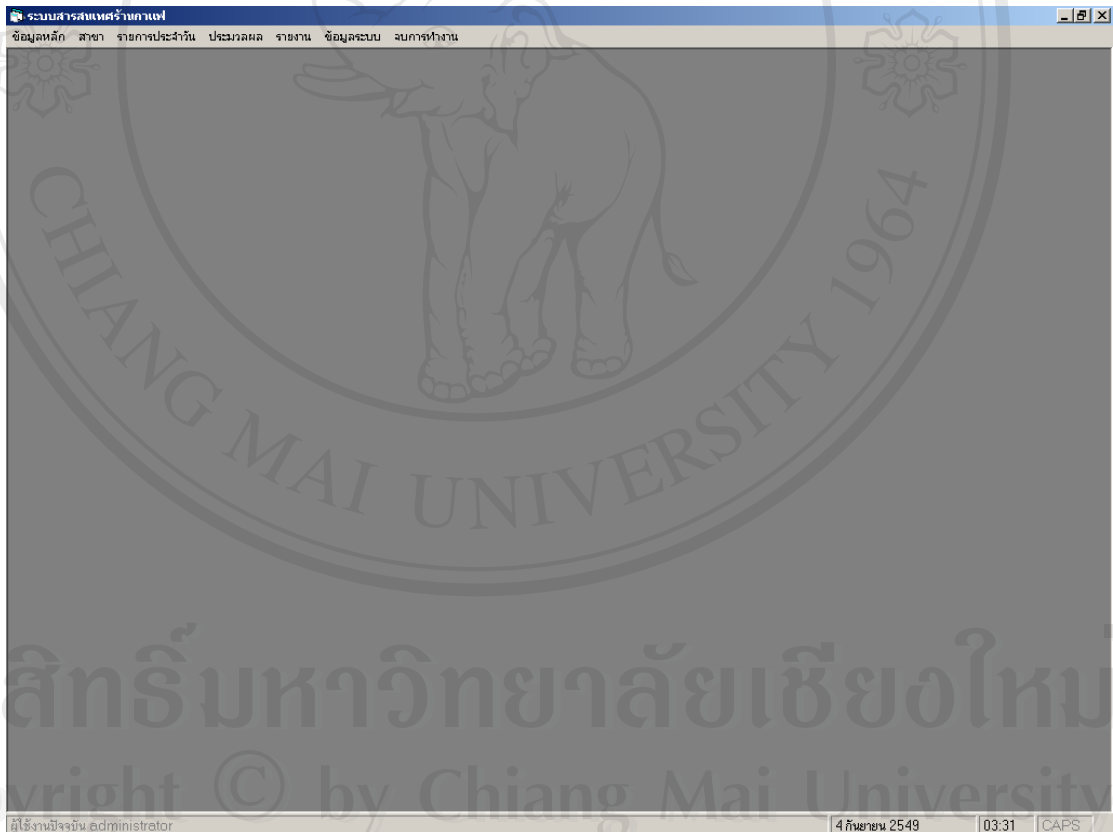 ระบบสารสนเทศร้านกาแฟ
ข้อมูลหลัก สาขา รายการประจำวัน ประมวลผล รายงาน ข้อมูลระบบ จบการทำงาน
CHIANG MAI UNIVERSITY 1964
สิทธิ์มหาวิทยาลัยเชียงใหม่
yright © by Chiang Mai University
ผู้ใช้งานปัจจุบัน administrator 4 กันยายน 2549 03:31 CAPS